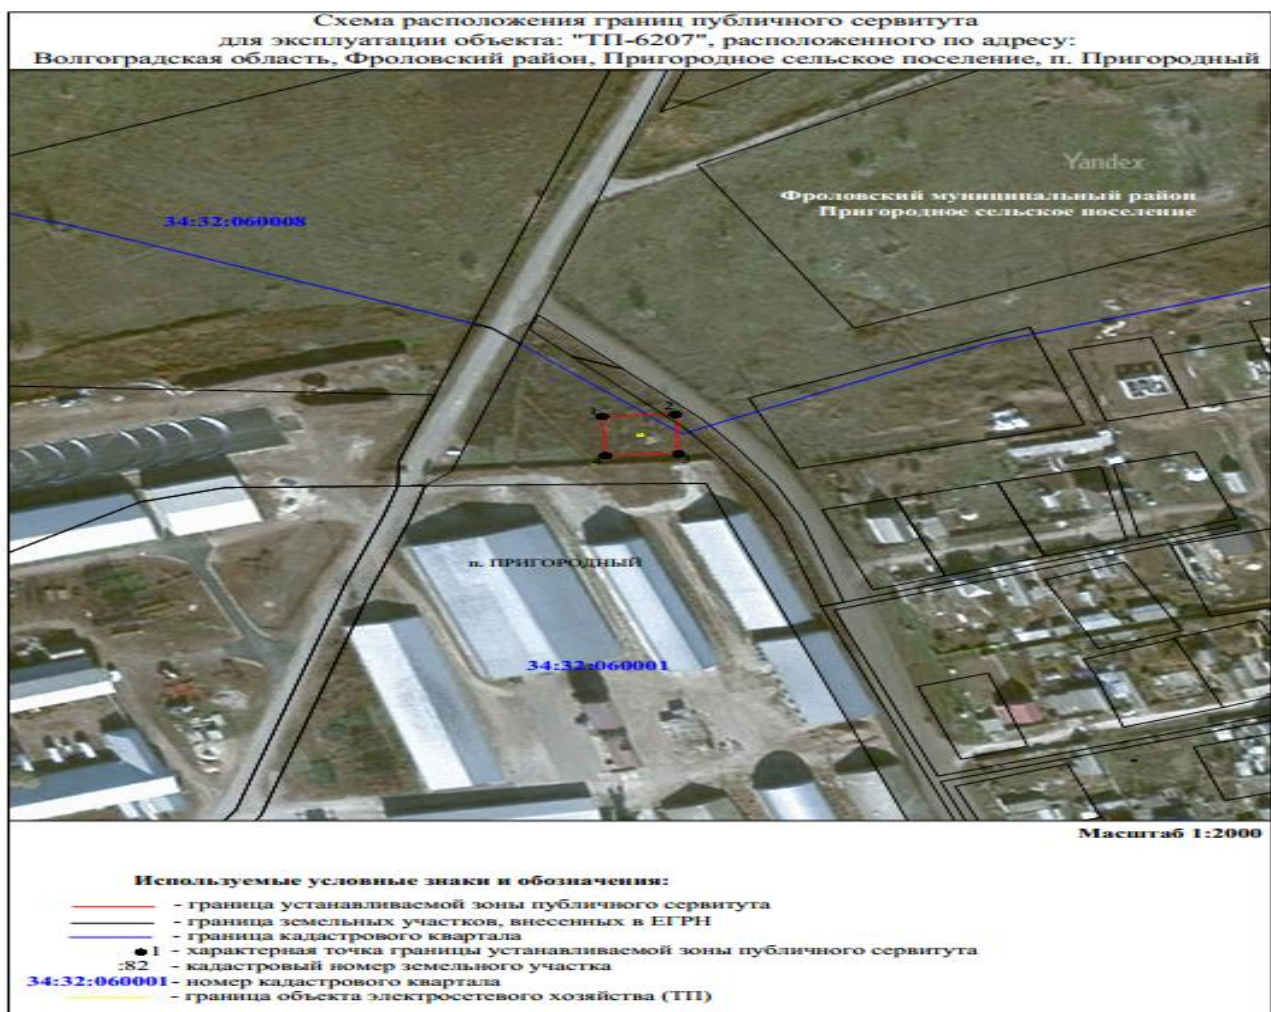 Схема расположения границ публичного сервитута
для эксплуатации объекта: "ТП-6207", расположенного по адресу:
Волгоградская область, Фроловский район, Пригородное сельское поселение, п. Пригородный
Yandex
Фроловский муниципальный район
Пригородное сельское поселение
34:32:060008
1 2
п. ПРИГОРОДНЫЙ
34:32:060001
Масштаб 1:2000
Используемые условные знаки и обозначения:
- граница устанавливаемой зоны публичного сервитута
- граница земельных участков, внесенных в ЕГРН
- граница кадастрового квартала
1 - характерная точка границы устанавливаемой зоны публичного сервитута
:82 - кадастровый номер земельного участка
34:32:060001 - номер кадастрового квартала
- граница объекта электросетевого хозяйства (ТП)